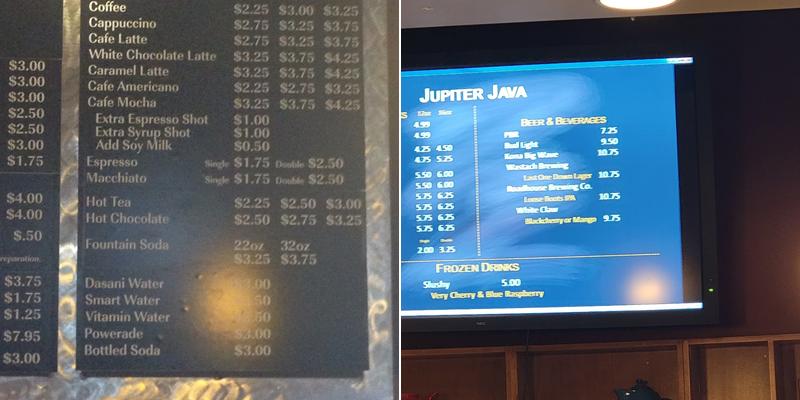 Coffee $2.25 $3.00 $3.25
Cappuccino $2.75 $3.25 $3.75
Cafe Latte $2.75 $3.25 $3.75
White Chocolate Latte $3.25 $3.75 $4.25
Caramel Latte $3.25 $3.75 $4.25
Cafe Americano $2.25 $2.75 $3.25
Cafe Mocha $3.25 $3.75 $4.25
Extra Espresso Shot $1.00
Extra Syrup Shot $1.00
Add Soy Milk $0.50
Espresso Single $1.75 Double $2.50
Macchiato Single $1.75 Double $2.50
Hot Tea $2.25 $2.50 $3.00
Hot Chocolate $2.50 $2.75 $3.25
Fountain Soda 22oz 32oz
$3.25 $3.75
Dasani Water
Smart Water
Vitamin Water
Powerade $3.00
Bottled Soda $3.00
$3.00
$3.00
$3.00
$2.50
$2.50
$3.00
$1.75
$4.00
$4.00
$.50
reparation.
$3.75
$1.75
$1.25
$7.95
$3.00
JUPITER JAVA
12oz 16oz
4.99
4.99
4.25 4.50
4.75 5.25
5.50 6.00
5.50 6.00
5.75 6.25
5.75 6.25
5.75 6.25
5.75 6.25
Single Double
2.00 3.25
BEER & BEVERAGES
PBR 7.25
Bud Light 9.50
Kona Big Wave 10.75
Wasatch Brewing
Last One Down Lager 10.75
Roadhouse Brewing Co.
Loose Boots IPA 10.75
White Claw
Blackcherry or Mango 9.75
FROZEN DRINKS
Slushy 5.00
Very Cherry & Blue Raspberry
NEC